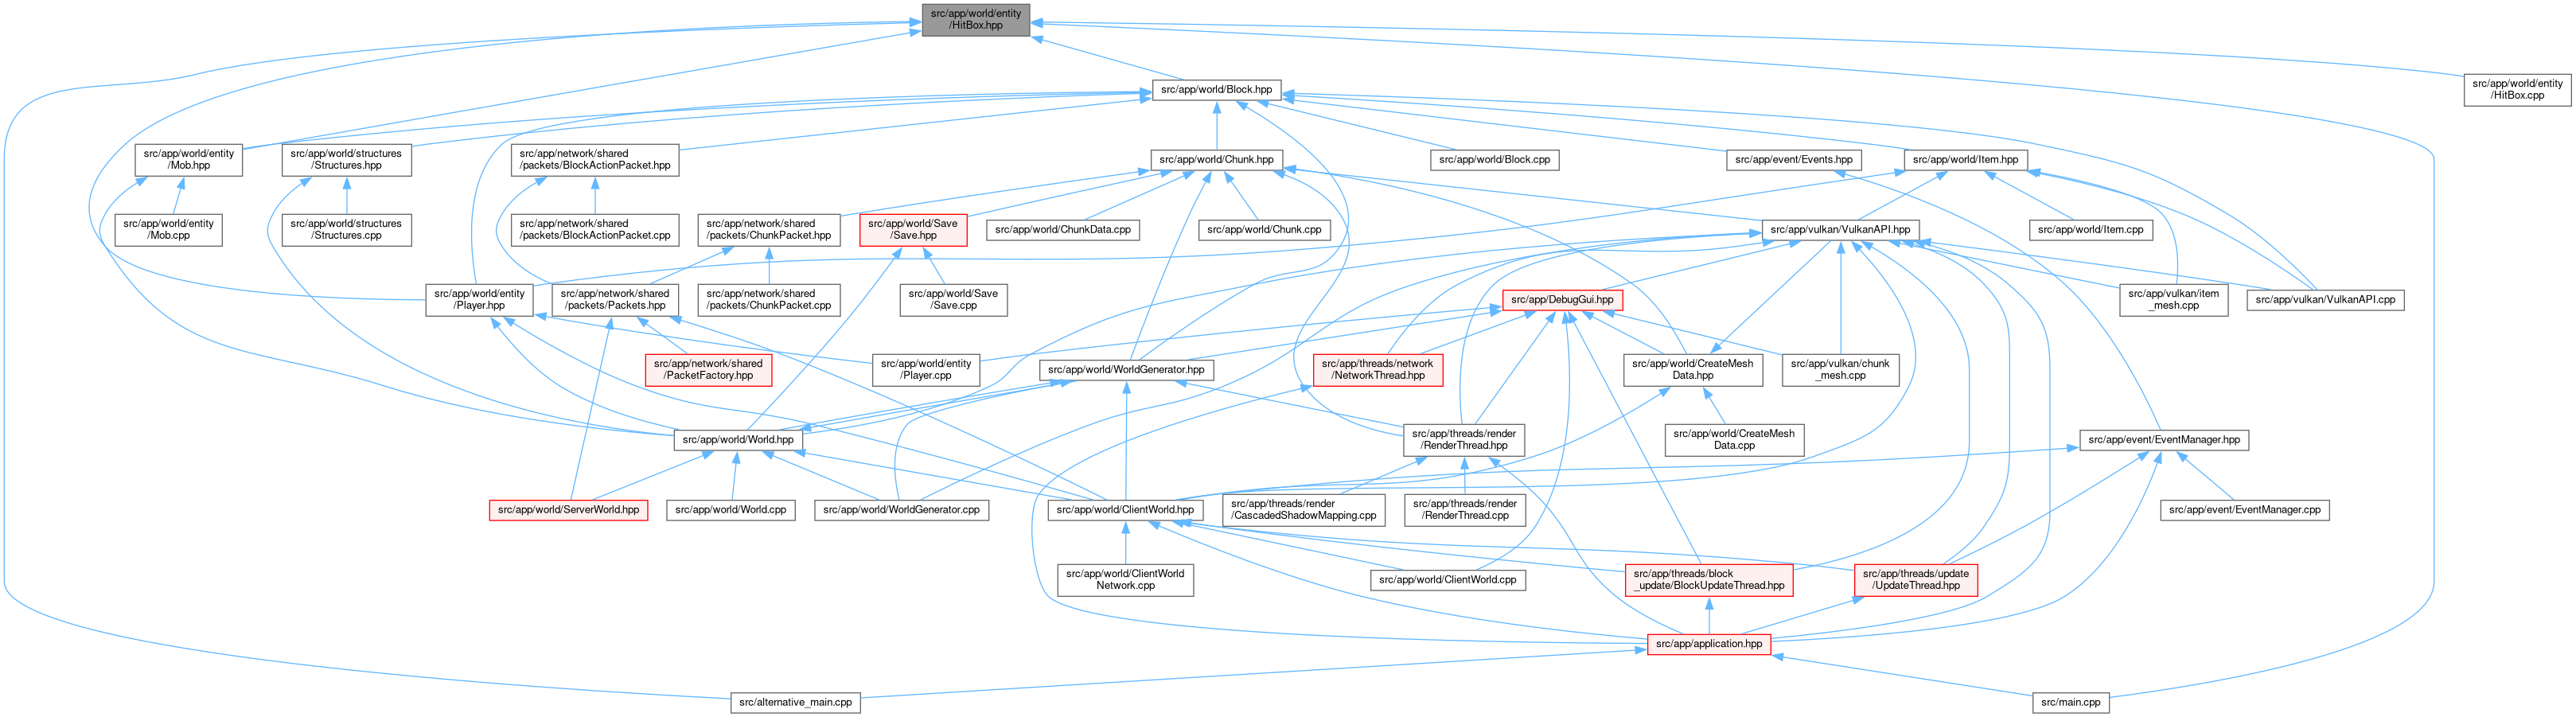 src/app/world/entity
/HitBox.hpp
src/app/world/entity
/HitBox.cpp
src/app/world/Block.hpp
src/app/world/entity
/Mob.hpp
src/app/world/structures
/Structures.hpp
src/app/network/shared
/packets/BlockActionPacket.hpp
src/app/world/Chunk.hpp
src/app/world/Block.cpp
src/app/event/Events.hpp
src/app/world/Item.hpp
src/app/world/entity
/Mob.cpp
src/app/world/structures
/Structures.cpp
src/app/network/shared
/packets/BlockActionPacket.cpp
src/app/network/shared
/packets/ChunkPacket.hpp
src/app/world/Save
/Save.hpp
src/app/world/ChunkData.cpp
src/app/world/Chunk.cpp
src/app/vulkan/VulkanAPI.hpp
src/app/world/Item.cpp
src/app/world/entity
/Player.hpp
src/app/network/shared
/packets/Packets.hpp
src/app/network/shared
/packets/ChunkPacket.cpp
src/app/world/Save
/Save.cpp
src/app/DebugGui.hpp
src/app/vulkan/item
_mesh.cpp
src/app/vulkan/VulkanAPI.cpp
src/app/network/shared
/PacketFactory.hpp
src/app/world/entity
/Player.cpp
src/app/world/WorldGenerator.hpp
src/app/threads/network
/NetworkThread.hpp
src/app/world/CreateMesh
Data.hpp
src/app/vulkan/chunk
_mesh.cpp
src/app/world/World.hpp
src/app/threads/render
/RenderThread.hpp
src/app/world/CreateMesh
Data.cpp
src/app/event/EventManager.hpp
src/app/world/ServerWorld.hpp
src/app/world/World.cpp
src/app/world/WorldGenerator.cpp
src/app/world/ClientWorld.hpp
src/app/threads/render
/CascadedShadowMapping.cpp
src/app/threads/render
/RenderThread.cpp
src/app/event/EventManager.cpp
src/app/world/ClientWorld
Network.cpp
src/app/world/ClientWorld.cpp
src/app/threads/block
_update/BlockUpdateThread.hpp
src/app/threads/update
/UpdateThread.hpp
src/app/application.hpp
src/alternative_main.cpp
src/main.cpp